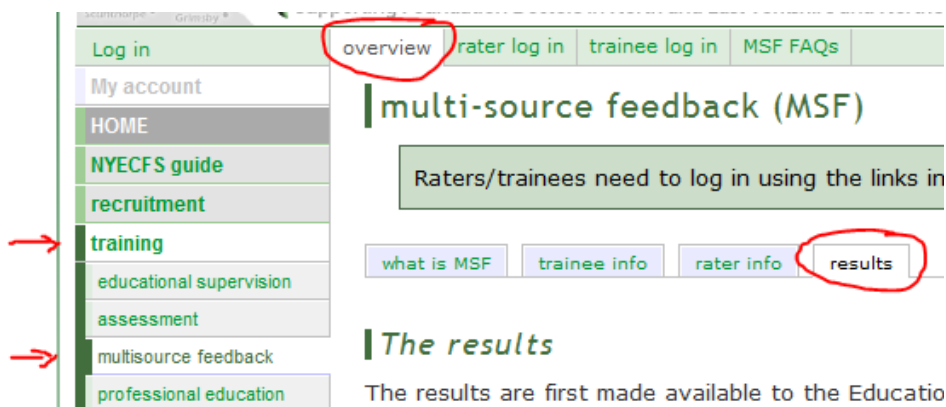 Grimsby
Log in
My account
HOME
NYECFS guide
recruitment
training
educational supervision
assessment
multisource feedback
professional education
overview
rater log in
trainee log in
MSF FAQs
multi-source feedback (MSF)
Raters/trainees need to log in using the links in
what is MSF
trainee info
rater info
results
The results
The results are first made available to the Educatio